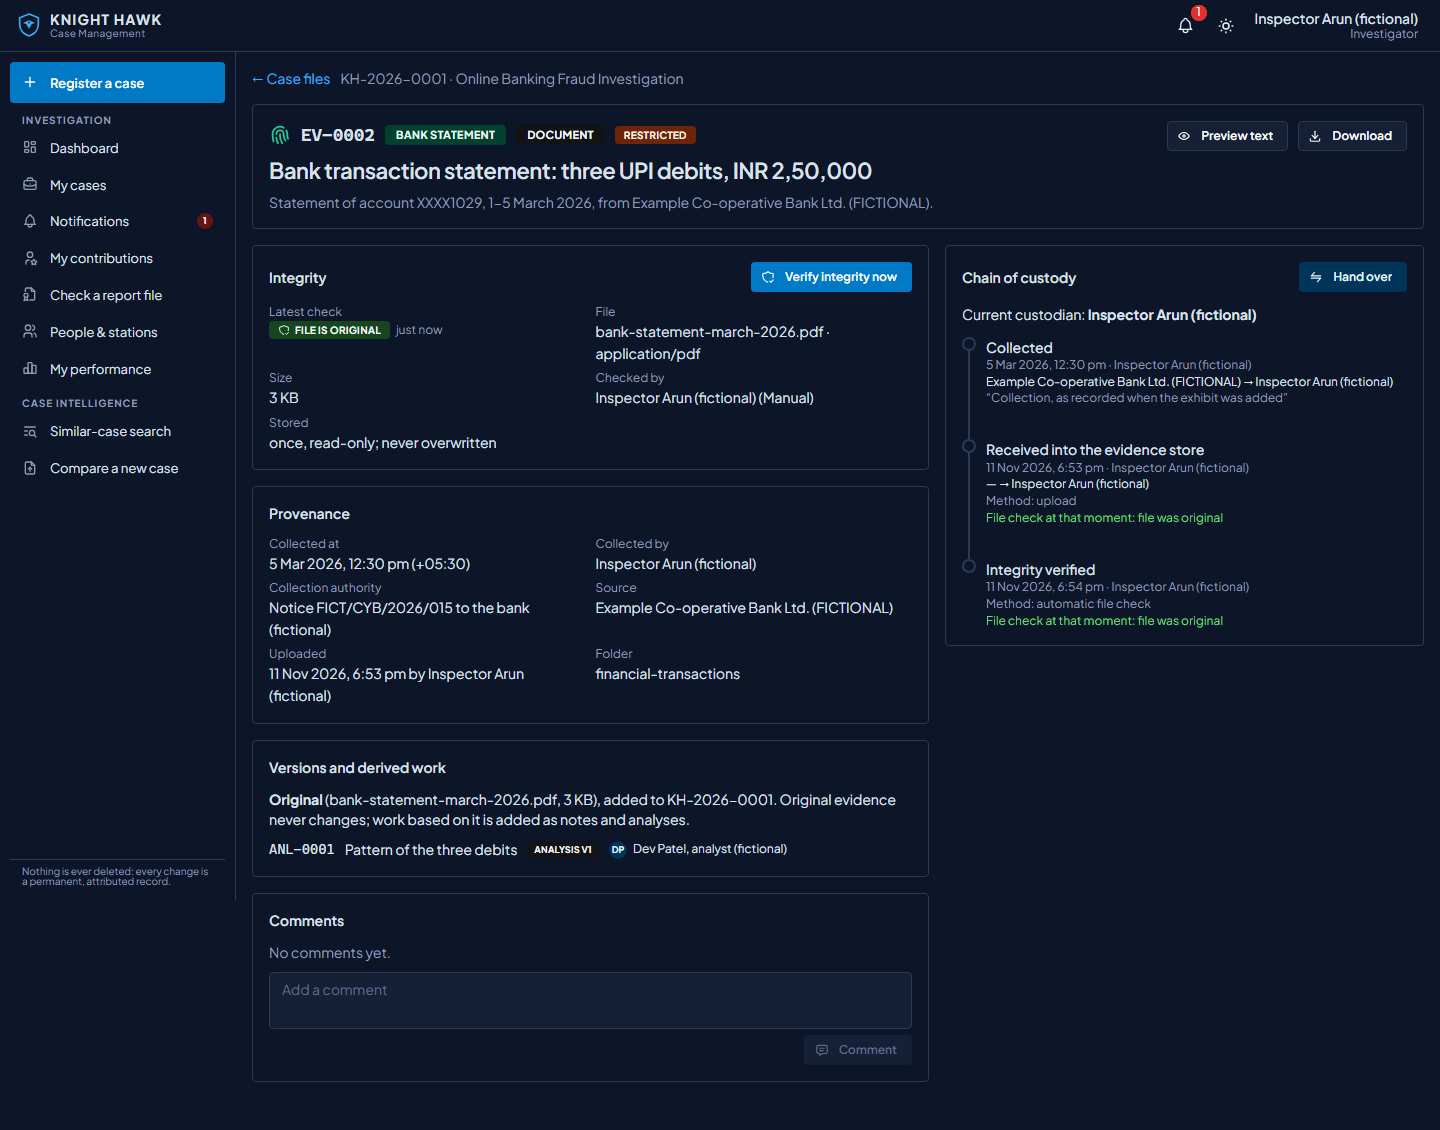 KNIGHT HAWK
Case Management
1
Inspector Arun (fictional)
Investigator
Register a case
INVESTIGATION
Dashboard
My cases
Notifications
1
My contributions
Check a report file
People & stations
My performance
CASE INTELLIGENCE
Similar-case search
Compare a new case
Nothing is ever deleted: every change is
a permanent, attributed record.
← Case files KH-2026-0001 · Online Banking Fraud Investigation
EV-0002 BANK STATEMENT DOCUMENT RESTRICTED
Preview text
Download
Bank transaction statement: three UPI debits, INR 2,50,000
Statement of account XXXX1029, 1–5 March 2026, from Example Co-operative Bank Ltd. (FICTIONAL).
Integrity
Verify integrity now
Latest check
FILE IS ORIGINAL just now
File
bank-statement-march-2026.pdf ·
application/pdf
Size
3 KB
Checked by
Inspector Arun (fictional) (Manual)
Stored
once, read-only; never overwritten
Provenance
Collected at
5 Mar 2026, 12:30 pm (+05:30)
Collected by
Inspector Arun (fictional)
Collection authority
Notice FICT/CYB/2026/015 to the bank
(fictional)
Source
Example Co-operative Bank Ltd. (FICTIONAL)
Uploaded
11 Nov 2026, 6:53 pm by Inspector Arun
(fictional)
Folder
financial-transactions
Versions and derived work
Original (bank-statement-march-2026.pdf, 3 KB), added to KH-2026-0001. Original evidence
never changes; work based on it is added as notes and analyses.
ANL-0001 Pattern of the three debits ANALYSIS V1 DP Dev Patel, analyst (fictional)
Comments
No comments yet.
Add a comment
Comment
Chain of custody
Hand over
Current custodian: Inspector Arun (fictional)
Collected
5 Mar 2026, 12:30 pm · Inspector Arun (fictional)
Example Co-operative Bank Ltd. (FICTIONAL) → Inspector Arun (fictional)
"Collection, as recorded when the exhibit was added"
Received into the evidence store
11 Nov 2026, 6:53 pm · Inspector Arun (fictional)
— → Inspector Arun (fictional)
Method: upload
File check at that moment: file was original
Integrity verified
11 Nov 2026, 6:54 pm · Inspector Arun (fictional)
Method: automatic file check
File check at that moment: file was original